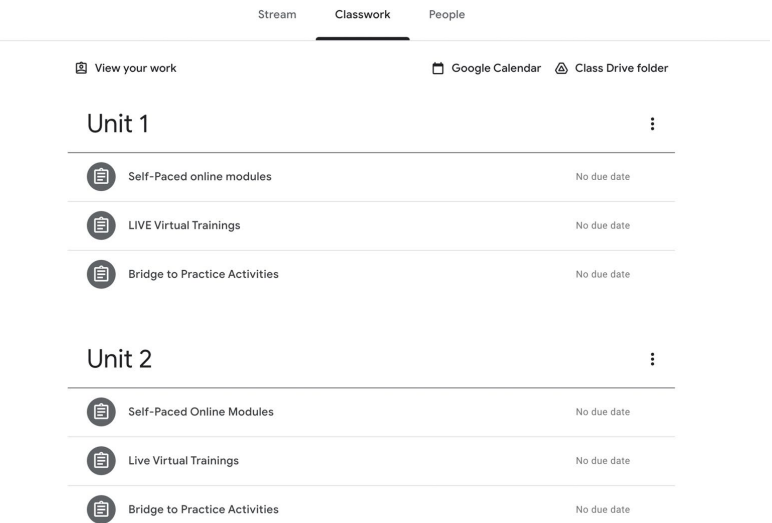 Stream Classwork People
View your work Google Calendar Class Drive folder
Unit 1
Self-Paced online modules No due date
LIVE Virtual Trainings No due date
Bridge to Practice Activities No due date
Unit 2
Self-Paced Online Modules No due date
Live Virtual Trainings No due date
Bridge to Practice Activities No due date